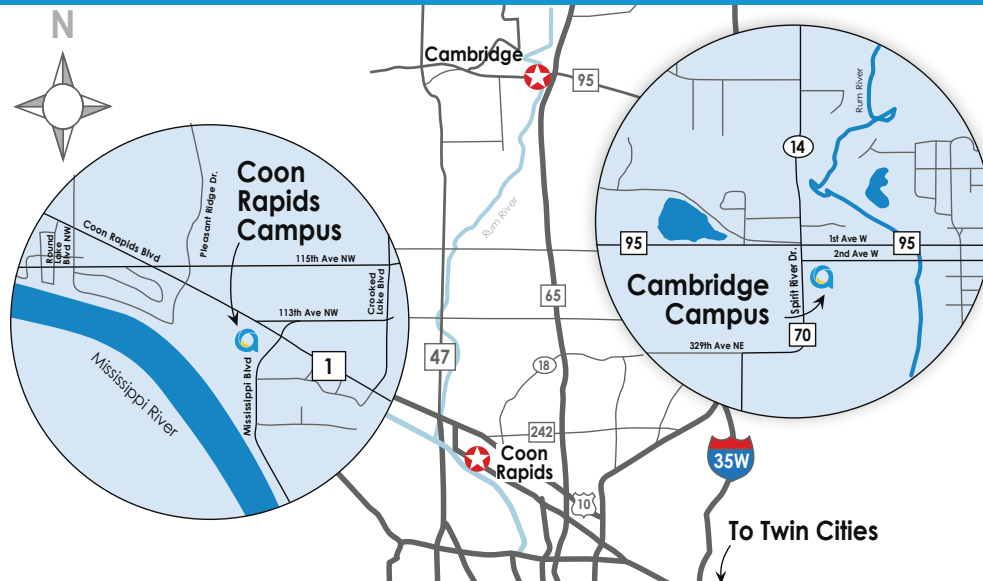 N
Cambridge
95
Rum River
65
47
18
242
10
Coon
Rapids
35W
To Twin Cities
Coon
Rapids
Campus
Pleasant Ridge Dr.
Coon Rapids Blvd
Round
Lake
Blvd NW
115th Ave NW
Crooked
Lake Blvd
113th Ave NW
1
Mississippi Blvd
Mississippi River
Rum River
14
95
1st Ave W
95
2nd Ave W
Spirit River Dr.
Cambridge
Campus
70
329th Ave NE